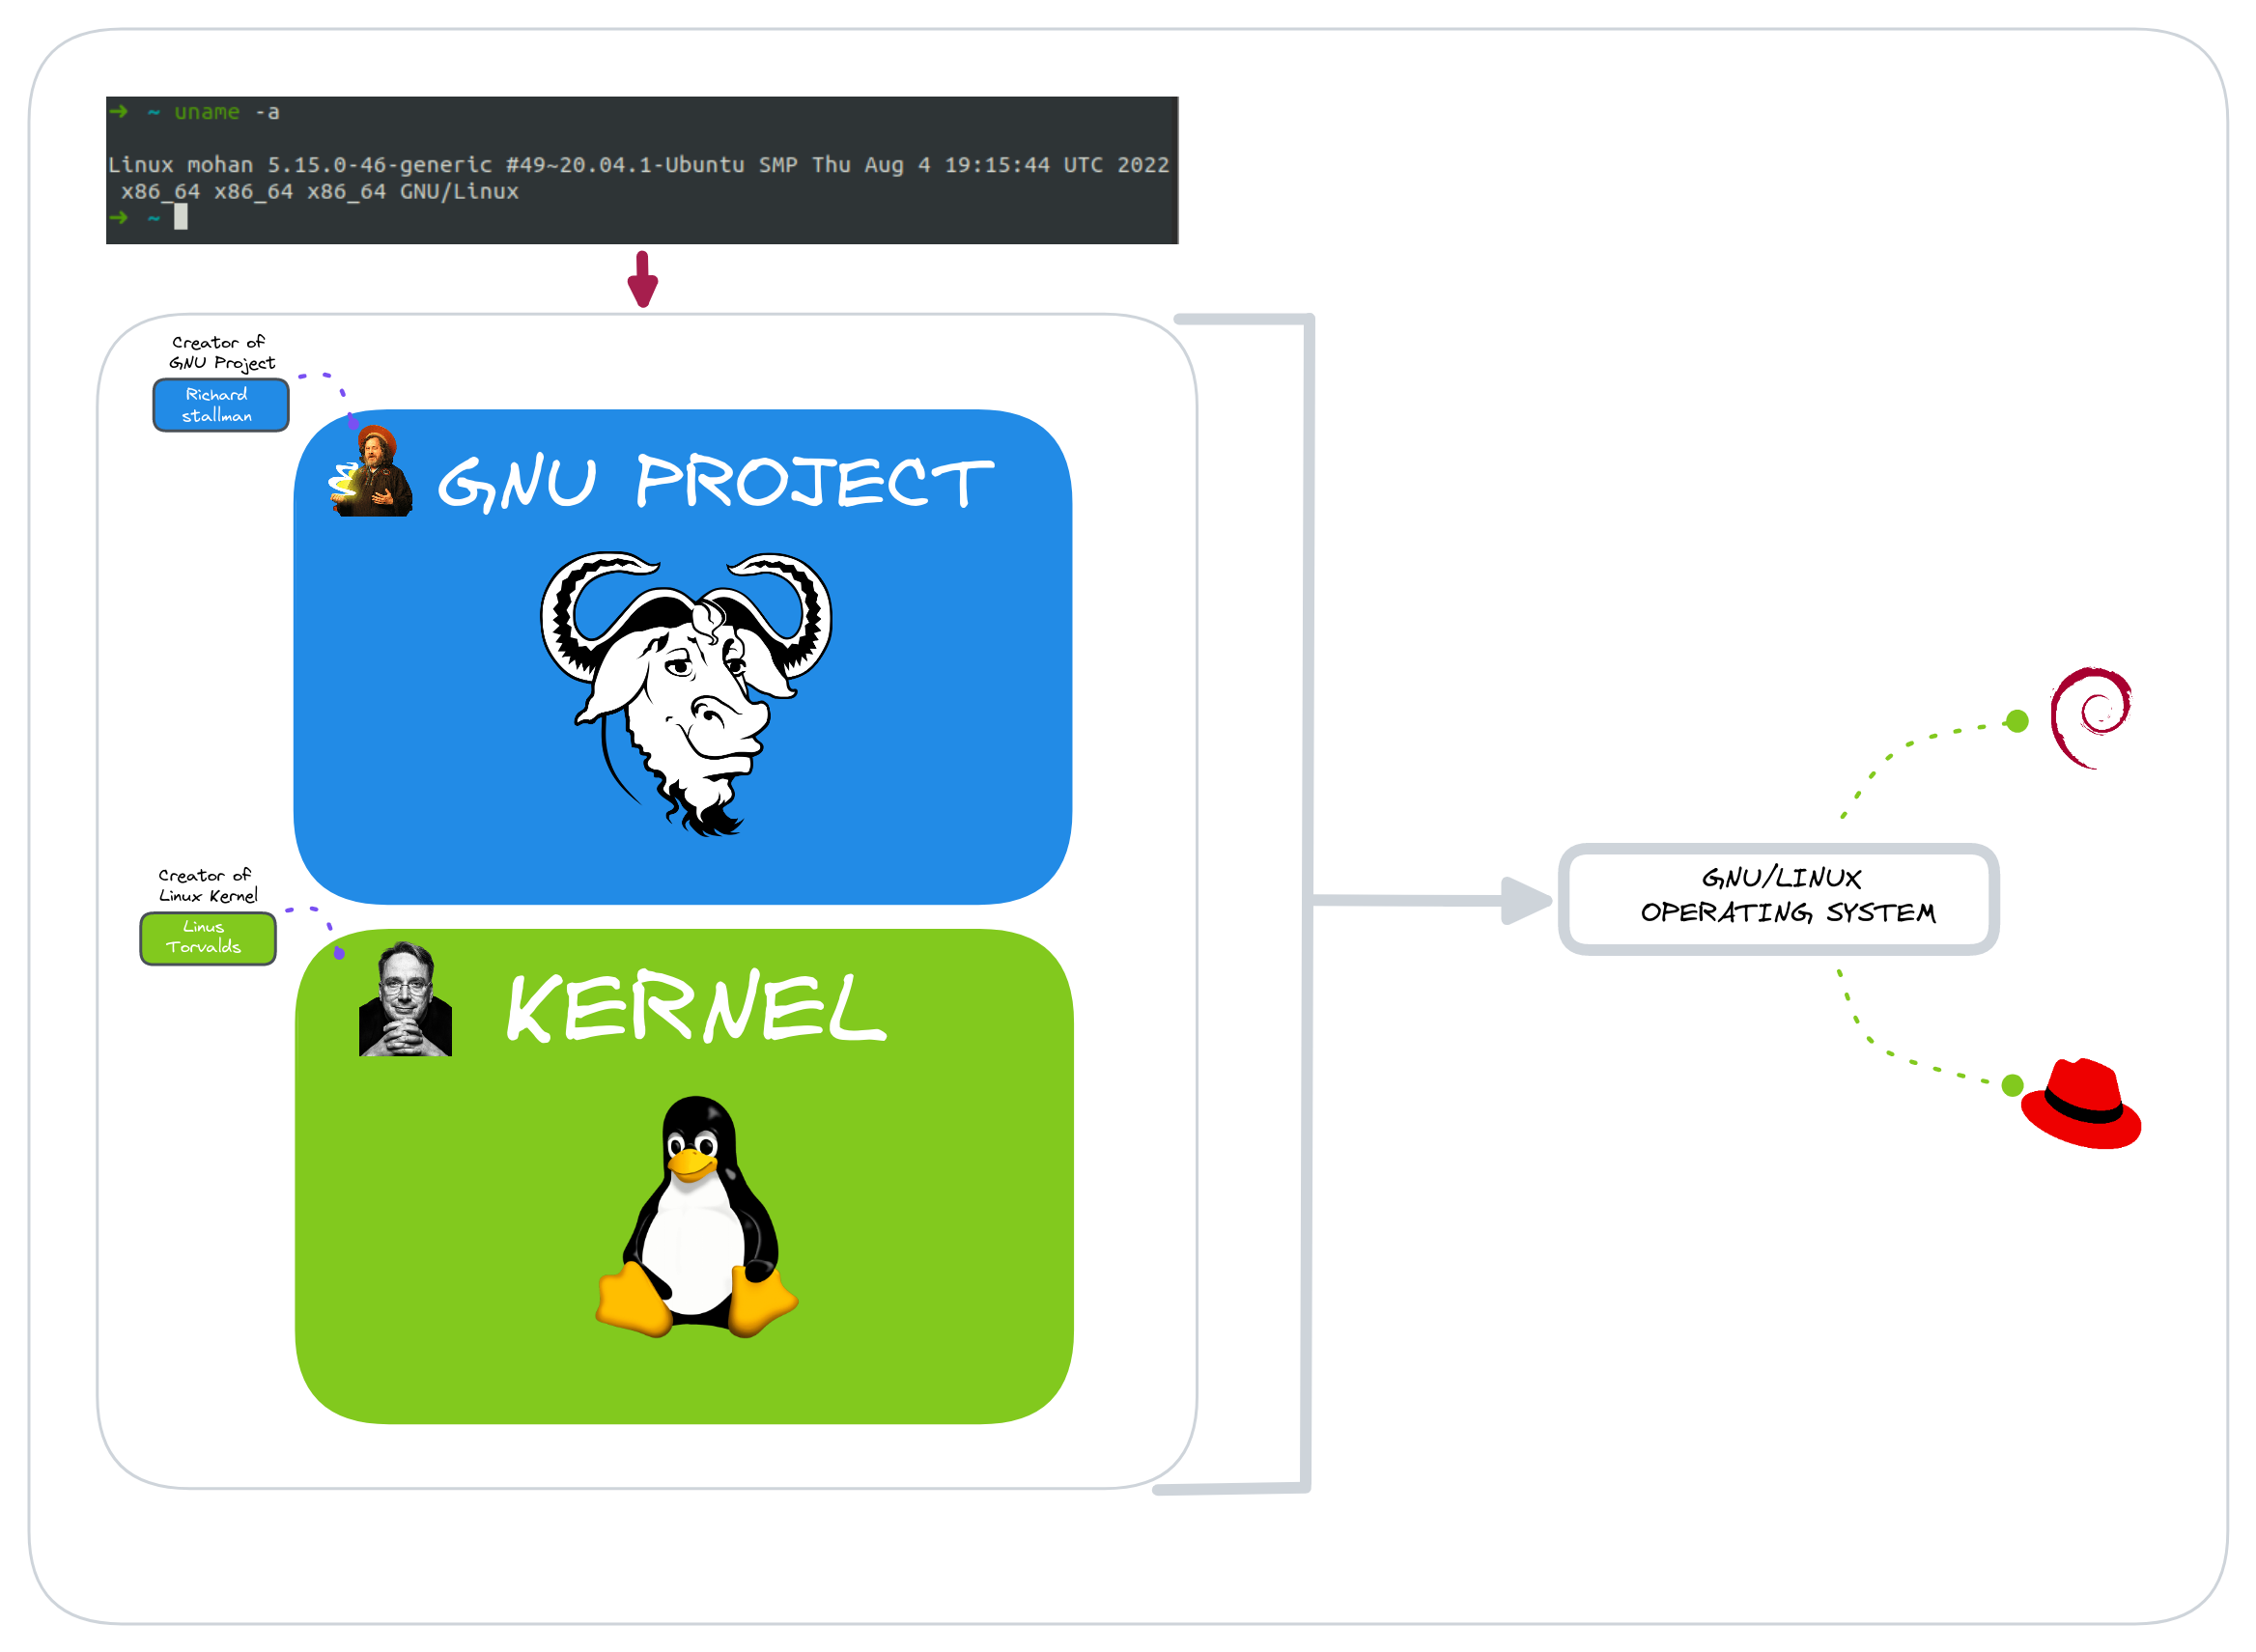 ➜ ~ uname -a
Linux mohan 5.15.0-46-generic #49~20.04.1-Ubuntu SMP Thu Aug 4 19:15:44 UTC 2022
x86_64 x86_64 x86_64 GNU/Linux
➜ ~
Creator of
GNU Project
Richard
stallman
GNU PROJECT
Creator of
Linux Kernel
Linus
Torvalds
KERNEL
GNU/LINUX
OPERATING SYSTEM